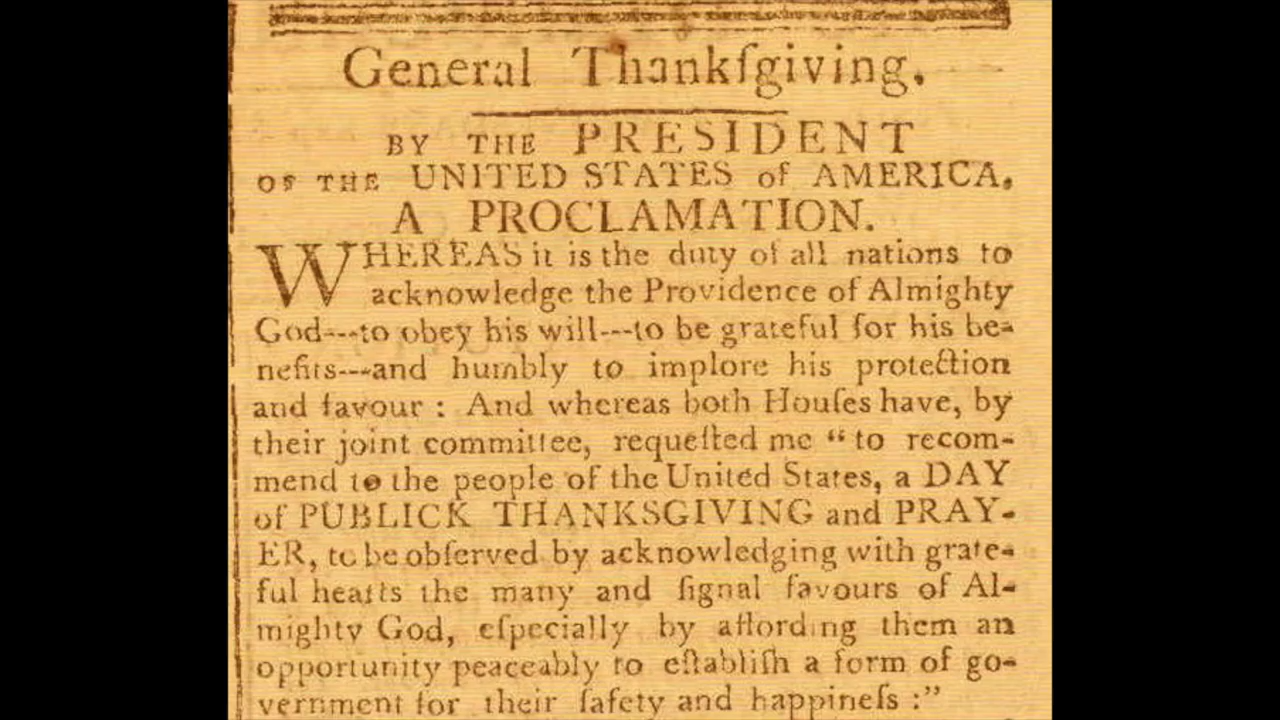 General Thankſgiving.
BY THE PRESIDENT
OF THE UNITED STATES of AMERICA,
A PROCLAMATION.
WHEREAS it is the duty of all nations to
acknowledge the Providence of Almighty
God---to obey his will---to be grateful for his be-
nefits---and humbly to implore his protection
and favour : And whereas both Houſes have, by
their joint committee, requeſted me “ to recom-
mend to the people of the United States, a DAY
of PUBLICK THANKSGIVING and PRAY-
ER, to be obſerved by acknowledging with grate-
ful hearts the many and ſignal favours of Al-
mighty God, eſpecially by affording them an
opportunity peaceably to eſtabliſh a form of go-
vernment for their ſafety and happineſs :”